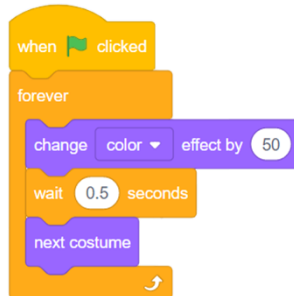 when clicked
forever
change color effect by 50
wait 0.5 seconds
next costume